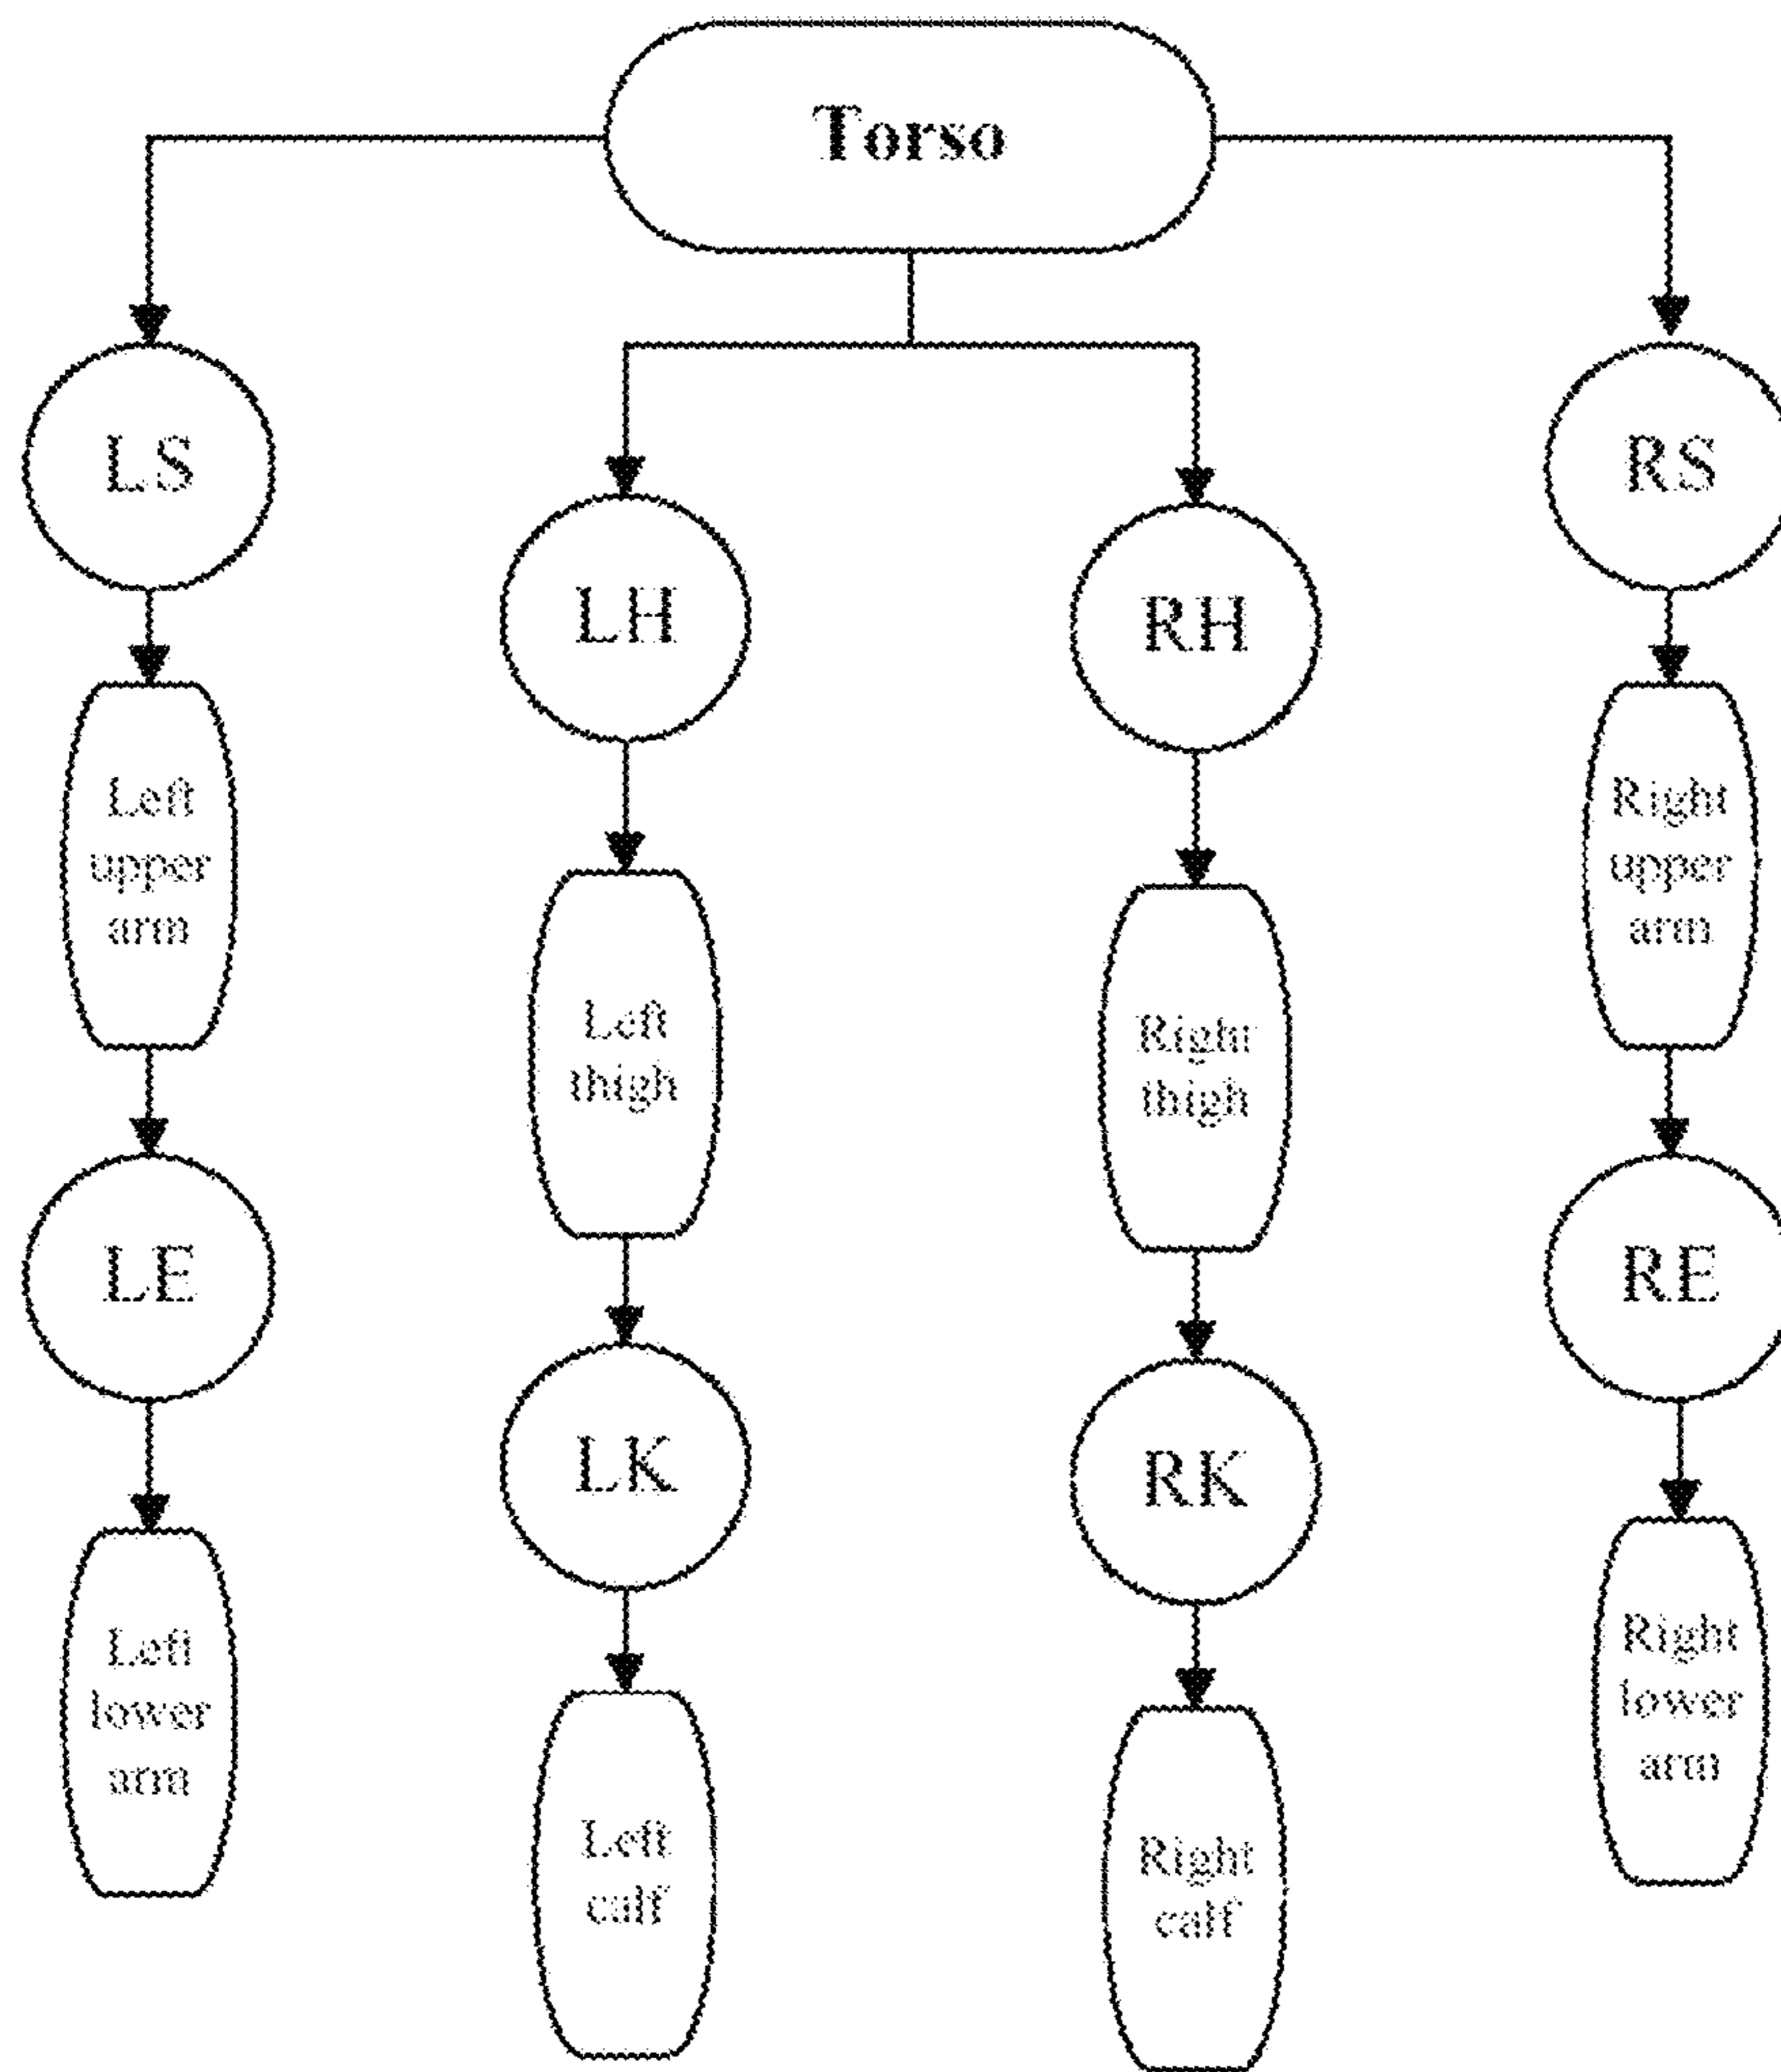 Torso
LS
RS
LH
RH
Left
upper
arm
Right
upper
arm
Left
thigh
Right
thigh
LE
RE
LK
RK
Left
lower
arm
Right
lower
arm
Left
calf
Right
calf